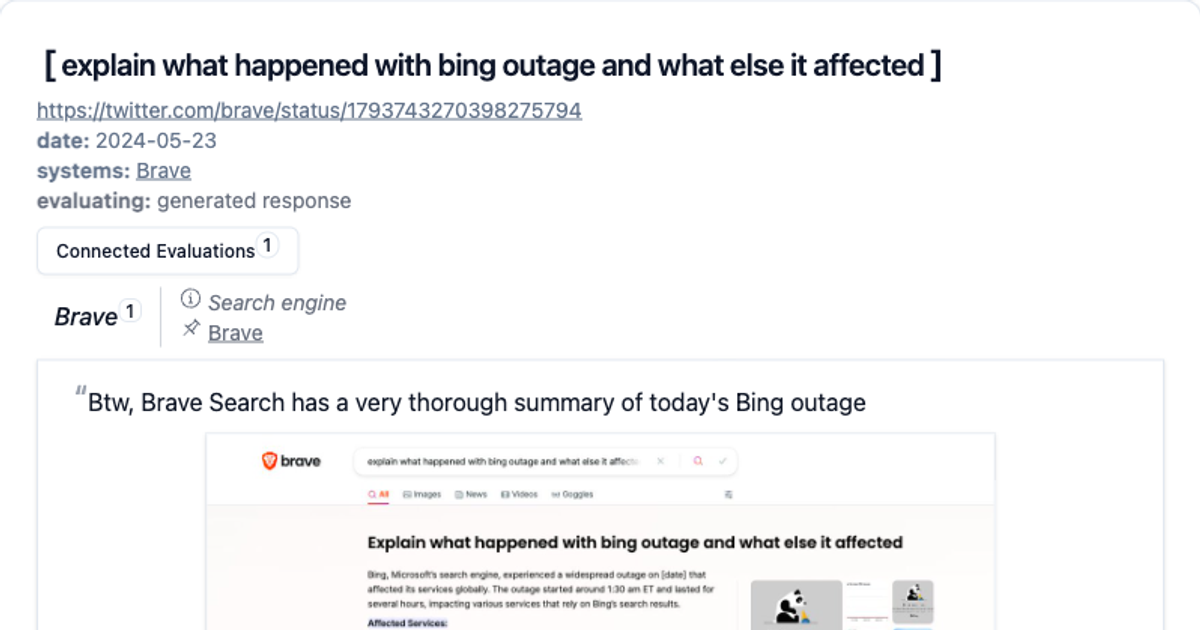 [ explain what happened with bing outage and what else it affected ]
https://twitter.com/brave/status/1793743270398275794
date: 2024-05-23
systems: Brave
evaluating: generated response
Connected Evaluations 1
Brave 1
Search engine
Brave
“Btw, Brave Search has a very thorough summary of today's Bing outage
brave
explain what happened with bing outage and what else it affecte
All Images News Videos Goggles
Explain what happened with bing outage and what else it affected
Bing, Microsoft's search engine, experienced a widespread outage on [date] that
affected its services globally. The outage started around 1:30 am ET and lasted for
several hours, impacting various services that rely on Bing's search results.
Affected Services: